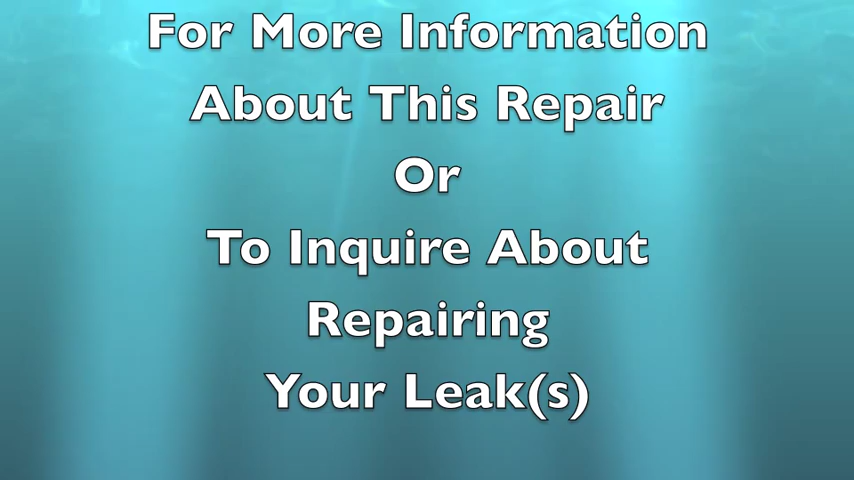 For More Information
About This Repair
Or
To Inquire About
Repairing
Your Leak(s)